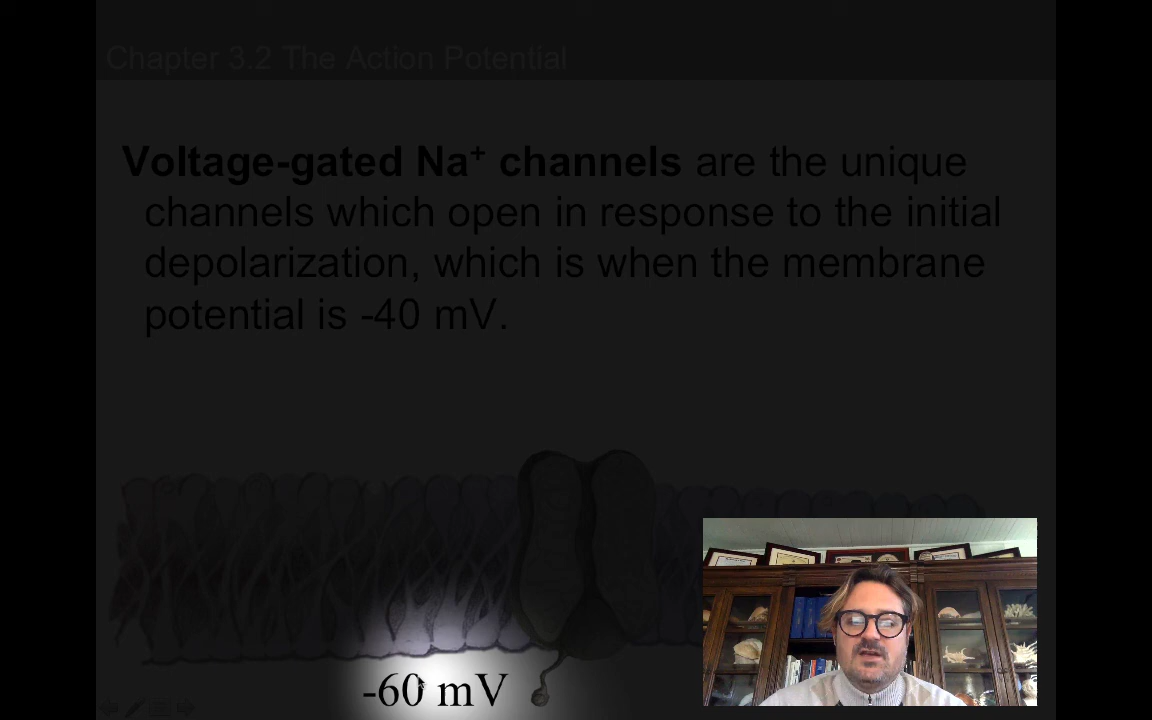 Chapter 3.2 The Action Potential
Voltage-gated Na⁺ channels are the unique
channels which open in response to the initial
depolarization, which is when the membrane
potential is -40 mV.
-60 mV